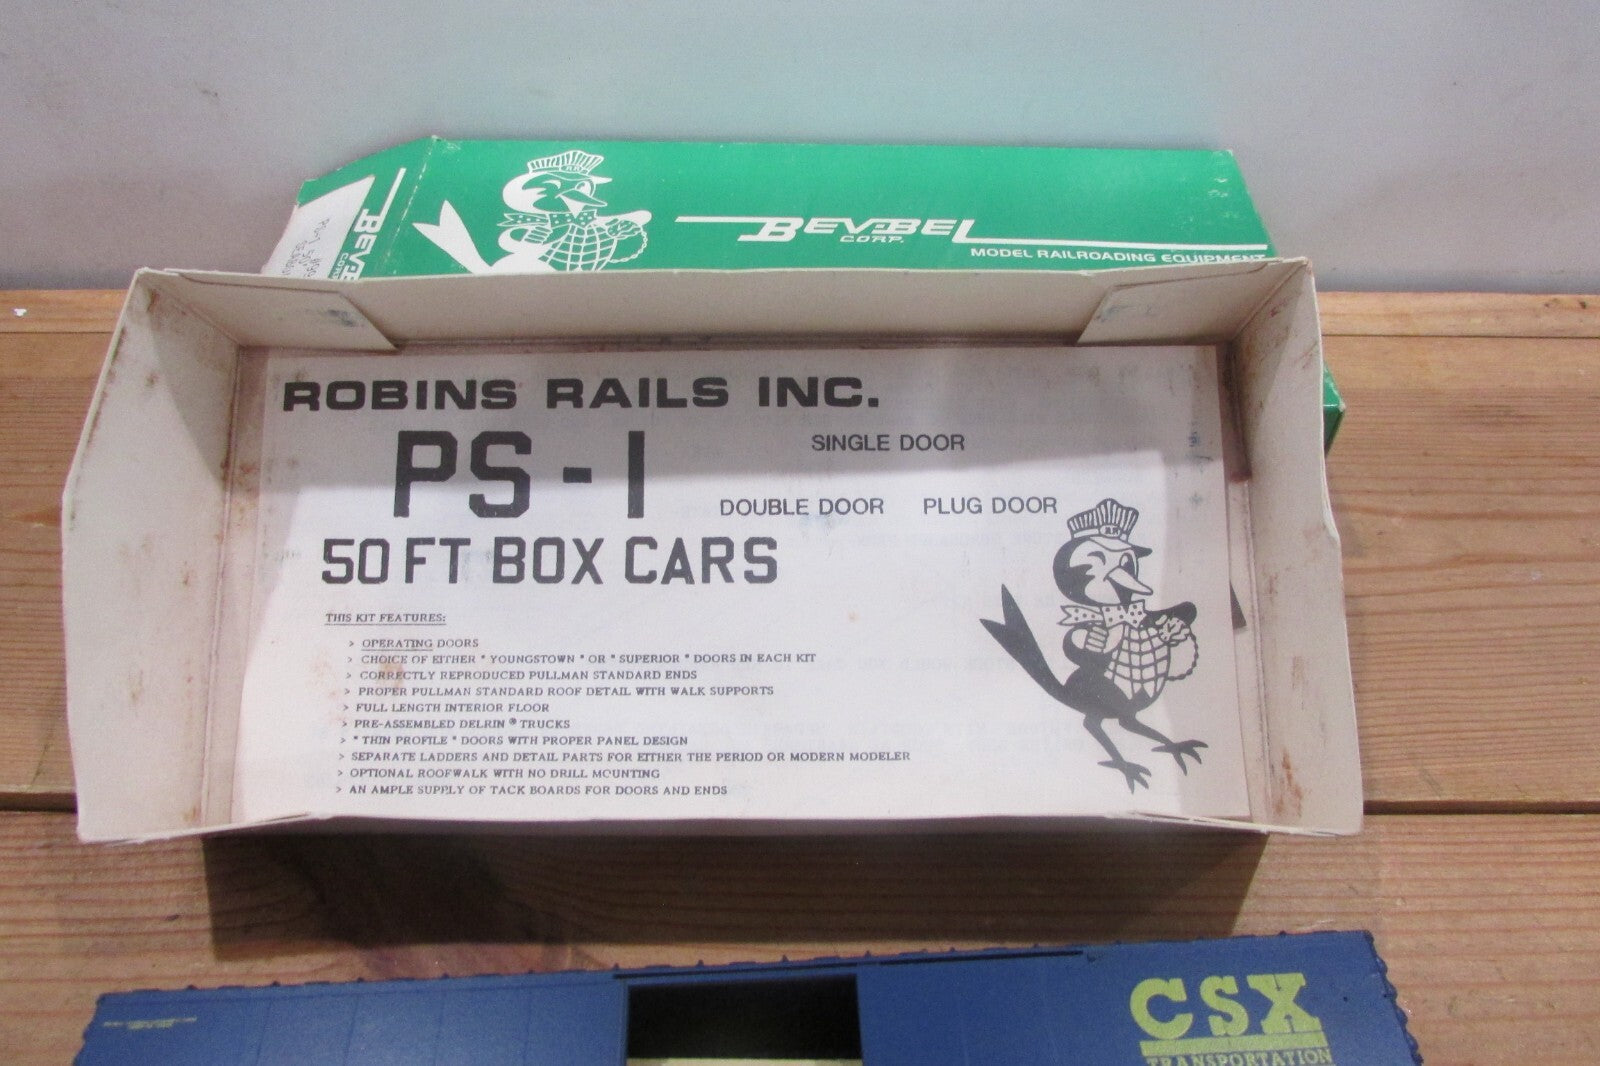 BEV-BEL
CORP.
MODEL RAILROADING EQUIPMENT
ROBINS RAILS INC.
PS-1
SINGLE DOOR
DOUBLE DOOR PLUG DOOR
50 FT BOX CARS
THIS KIT FEATURES:
> OPERATING DOORS
> CHOICE OF EITHER " YOUNGSTOWN " OR " SUPERIOR " DOORS IN EACH KIT
> CORRECTLY REPRODUCED PULLMAN STANDARD ENDS
> PROPER PULLMAN STANDARD ROOF DETAIL WITH WALK SUPPORTS
> FULL LENGTH INTERIOR FLOOR
> PRE-ASSEMBLED DELRIN ® TRUCKS
> " THIN PROFILE " DOORS WITH PROPER PANEL DESIGN
> SEPARATE LADDERS AND DETAIL PARTS FOR EITHER THE PERIOD OR MODERN MODELER
> OPTIONAL ROOFWALK WITH NO DRILL MOUNTING
> AN AMPLE SUPPLY OF TACK BOARDS FOR DOORS AND ENDS
CSX
TRANSPORTATION